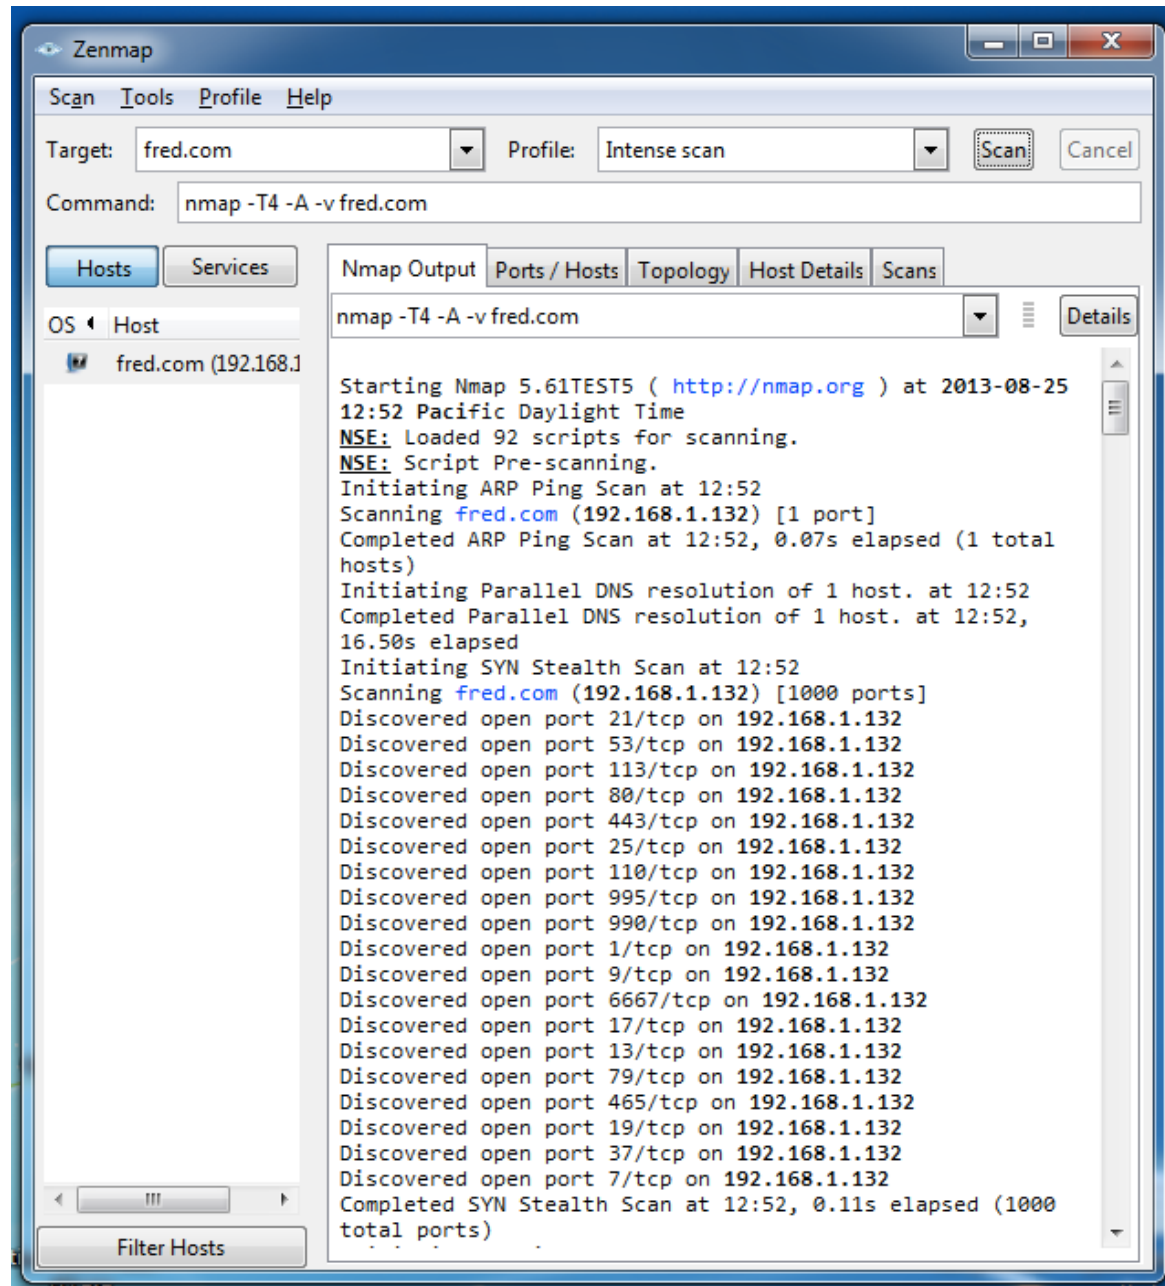 Zenmap
Scan Tools Profile Help
Target: fred.com Profile: Intense scan Scan Cancel
Command: nmap -T4 -A -v fred.com
Hosts Services
Nmap Output Ports / Hosts Topology Host Details Scans
OS Host
nmap -T4 -A -v fred.com Details
fred.com (192.168.1
Starting Nmap 5.61TEST5 ( http://nmap.org ) at 2013-08-25
12:52 Pacific Daylight Time
NSE: Loaded 92 scripts for scanning.
NSE: Script Pre-scanning.
Initiating ARP Ping Scan at 12:52
Scanning fred.com (192.168.1.132) [1 port]
Completed ARP Ping Scan at 12:52, 0.07s elapsed (1 total
hosts)
Initiating Parallel DNS resolution of 1 host. at 12:52
Completed Parallel DNS resolution of 1 host. at 12:52,
16.50s elapsed
Initiating SYN Stealth Scan at 12:52
Scanning fred.com (192.168.1.132) [1000 ports]
Discovered open port 21/tcp on 192.168.1.132
Discovered open port 53/tcp on 192.168.1.132
Discovered open port 113/tcp on 192.168.1.132
Discovered open port 80/tcp on 192.168.1.132
Discovered open port 443/tcp on 192.168.1.132
Discovered open port 25/tcp on 192.168.1.132
Discovered open port 110/tcp on 192.168.1.132
Discovered open port 995/tcp on 192.168.1.132
Discovered open port 990/tcp on 192.168.1.132
Discovered open port 1/tcp on 192.168.1.132
Discovered open port 9/tcp on 192.168.1.132
Discovered open port 6667/tcp on 192.168.1.132
Discovered open port 17/tcp on 192.168.1.132
Discovered open port 13/tcp on 192.168.1.132
Discovered open port 79/tcp on 192.168.1.132
Discovered open port 465/tcp on 192.168.1.132
Discovered open port 19/tcp on 192.168.1.132
Discovered open port 37/tcp on 192.168.1.132
Discovered open port 7/tcp on 192.168.1.132
Completed SYN Stealth Scan at 12:52, 0.11s elapsed (1000
total ports)
Filter Hosts